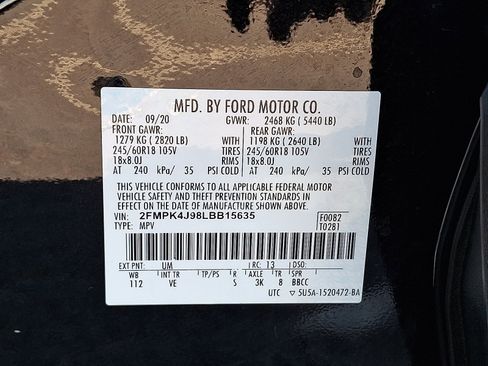 MFD. BY FORD MOTOR CO.
DATE: 09/20 GVWR: 2468 KG ( 5440 LB)
FRONT GAWR: REAR GAWR:
1279 KG ( 2820 LB) WITH 1198 KG ( 2640 LB) WITH
245/60R18 105V TIRES 245/60R18 105V TIRES
18x8.0J RIMS 18x8.0J RIMS
AT 240 kPa/ 35 PSI COLD AT 240 kPa/ 35 PSI COLD
THIS VEHICLE CONFORMS TO ALL APPLICABLE FEDERAL MOTOR
VEHICLE SAFETY AND THEFT PREVENTION STANDARDS IN
EFFECT ON THE DATE OF MANUFACTURE SHOWN ABOVE.
VIN: 2FMPK4J98LBB15635 F0082
TYPE: MPV T0281
EXT PNT: UM RC: 13 DSO:
WB INT TR TP/PS R AXLE TR SPR
112 VE S 3K 8 BBCC
UTC ▽ 5U5A-1520472-BA